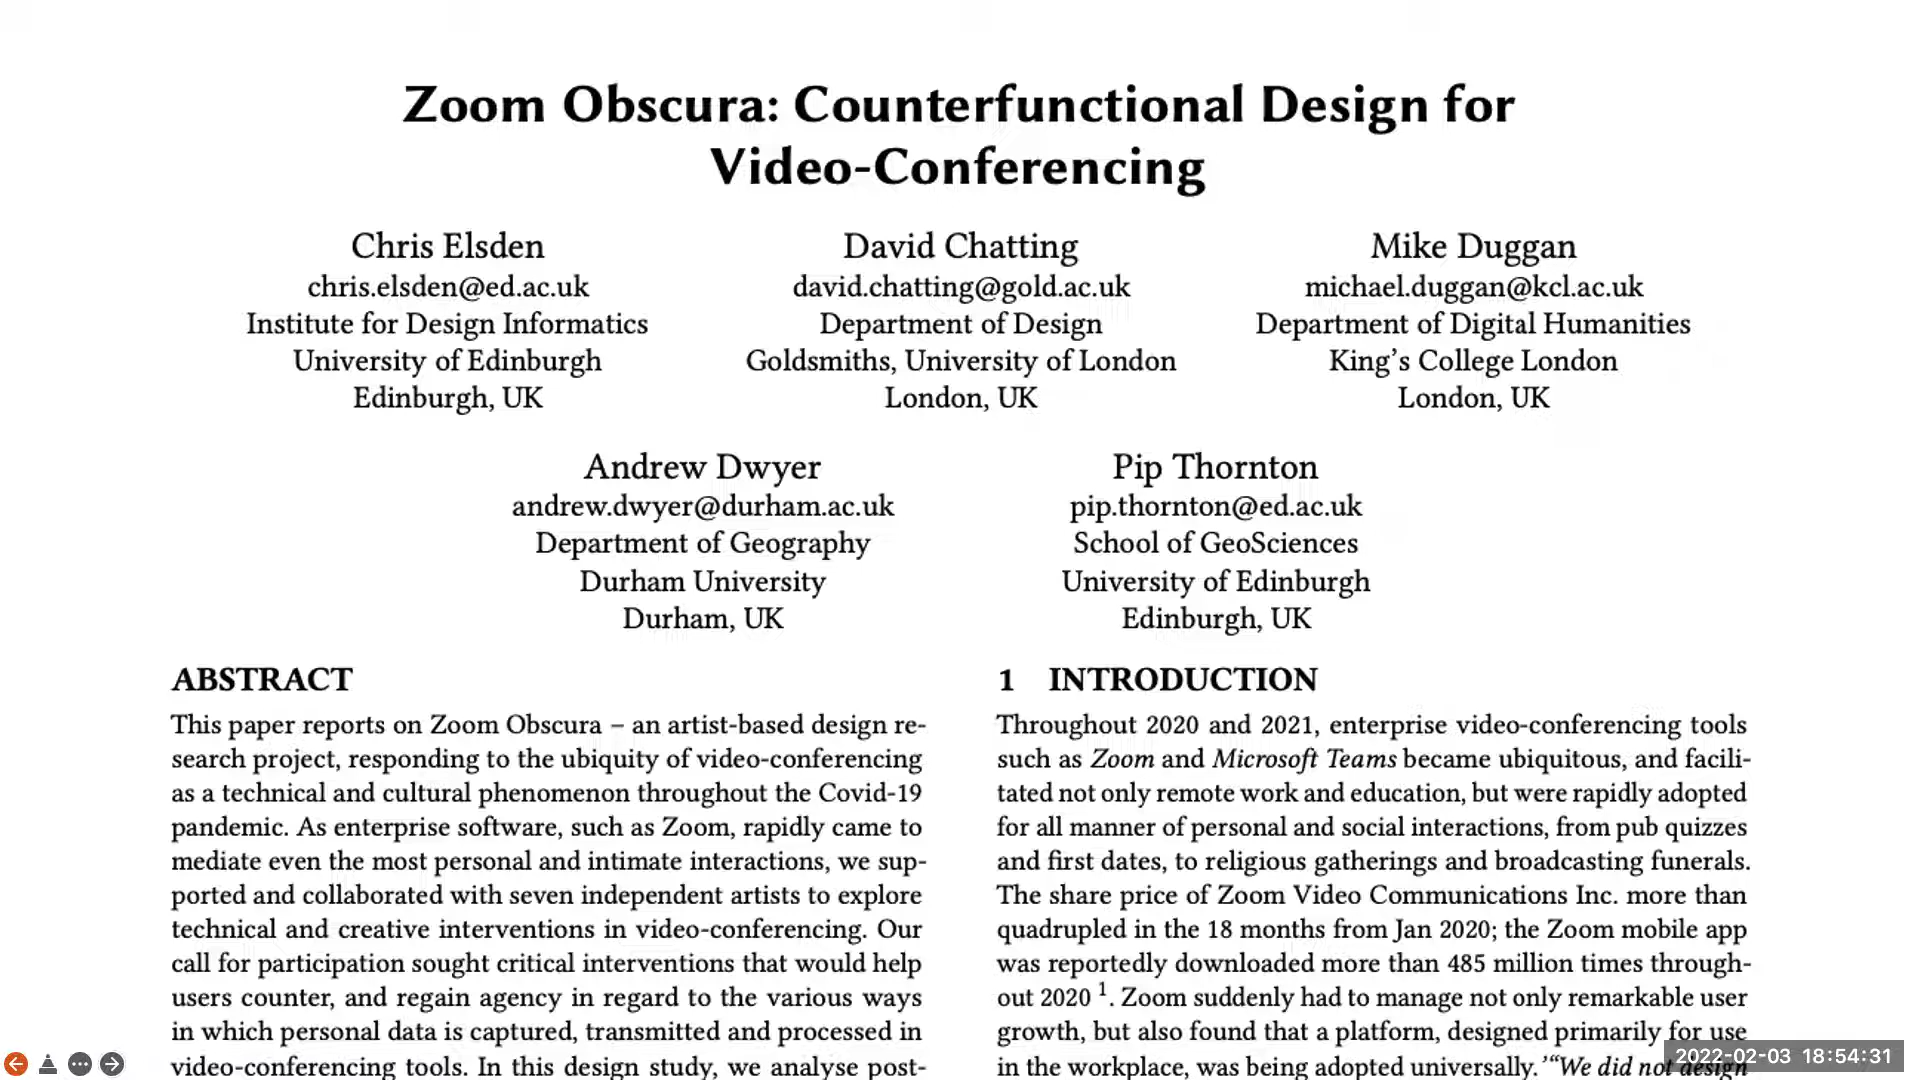 Zoom Obscura: Counterfunctional Design for
Video-Conferencing
Chris Elsden
chris.elsden@ed.ac.uk
Institute for Design Informatics
University of Edinburgh
Edinburgh, UK
David Chatting
david.chatting@gold.ac.uk
Department of Design
Goldsmiths, University of London
London, UK
Mike Duggan
michael.duggan@kcl.ac.uk
Department of Digital Humanities
King's College London
London, UK
Andrew Dwyer
andrew.dwyer@durham.ac.uk
Department of Geography
Durham University
Durham, UK
Pip Thornton
pip.thornton@ed.ac.uk
School of GeoSciences
University of Edinburgh
Edinburgh, UK
ABSTRACT
This paper reports on Zoom Obscura – an artist-based design re-
search project, responding to the ubiquity of video-conferencing
as a technical and cultural phenomenon throughout the Covid-19
pandemic. As enterprise software, such as Zoom, rapidly came to
mediate even the most personal and intimate interactions, we sup-
ported and collaborated with seven independent artists to explore
technical and creative interventions in video-conferencing. Our
call for participation sought critical interventions that would help
users counter, and regain agency in regard to the various ways
in which personal data is captured, transmitted and processed in
video-conferencing tools. In this design study, we analyse post-
1 INTRODUCTION
Throughout 2020 and 2021, enterprise video-conferencing tools
such as Zoom and Microsoft Teams became ubiquitous, and facili-
tated not only remote work and education, but were rapidly adopted
for all manner of personal and social interactions, from pub quizzes
and first dates, to religious gatherings and broadcasting funerals.
The share price of Zoom Video Communications Inc. more than
quadrupled in the 18 months from Jan 2020; the Zoom mobile app
was reportedly downloaded more than 485 million times through-
out 2020 1. Zoom suddenly had to manage not only remarkable user
growth, but also found that a platform, designed primarily for use
in the workplace, was being adopted universally. '"We did not design
2022-02-03 18:54:31